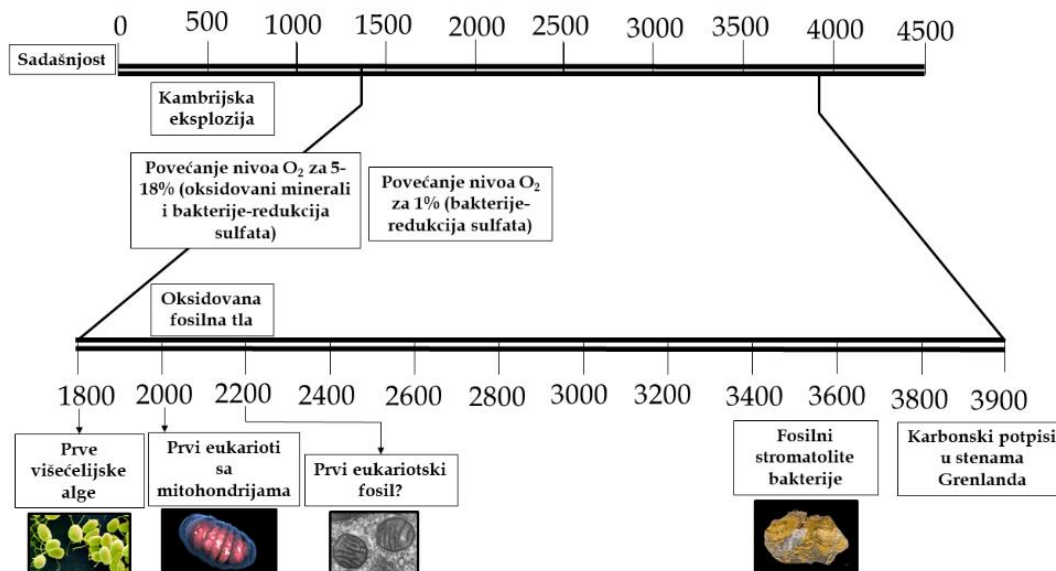 0 500 1000 1500 2000 2500 3000 3500 4000 4500
Sadašnjost
Kambrijska
eksplozija
Povećanje nivoa O₂ za 5-
18% (oksidovani minerali
i bakterije-redukcija
sulfata)
Povećanje nivoa O₂
za 1% (bakterije-
redukcija sulfata)
Oksidovana
fosilna tla
1800 2000 2200 2400 2600 2800 3000 3200 3400 3600 3800 3900
Prve
višećelijske
alge
Prvi eukarioti
sa
mitohondrijama
Prvi eukariotski
fosil?
Fosilni
stromatolite
bakterije
Karbonski potpisi
u stenama
Grenlanda